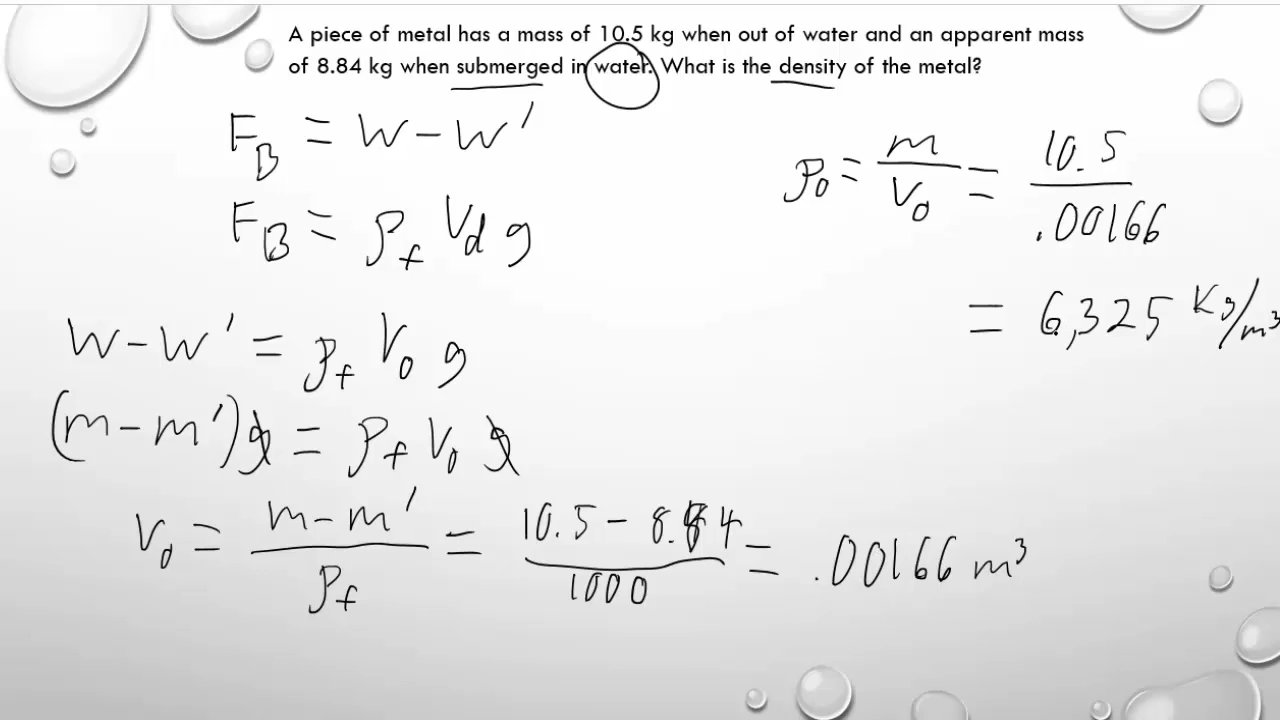 A piece of metal has a mass of 10.5 kg when out of water and an apparent mass
of 8.84 kg when submerged in water. What is the density of the metal?
F_B = W - W'
F_B = ρ_f V_d g
W - W' = ρ_f V_o g
(m - m')g = ρ_f V_o g
V_o = m - m' / ρ_f = 10.5 - 8.84 / 1000 = .00166 m³
ρ_o = m / V_o = 10.5 / .00166
= 6,325 Kg/m³